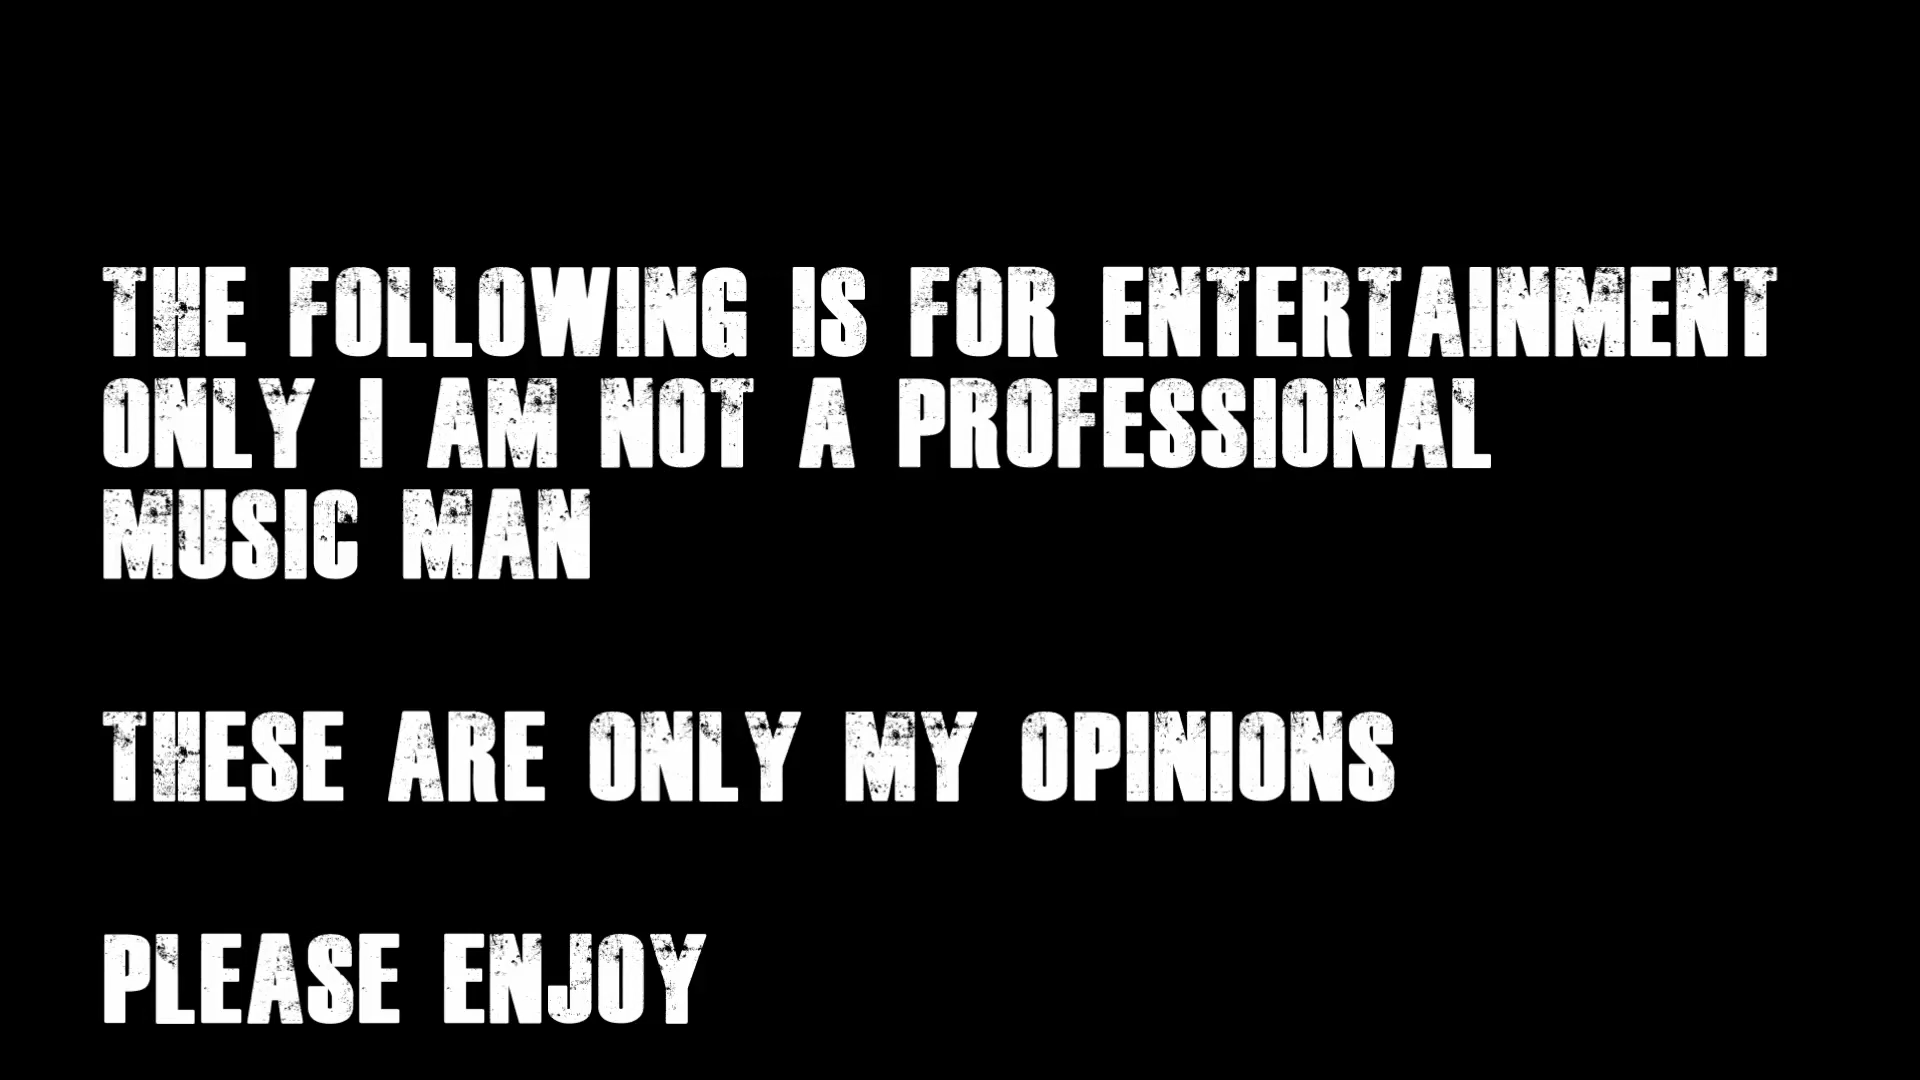 THE FOLLOWING IS FOR ENTERTAINMENT
ONLY I AM NOT A PROFESSIONAL
MUSIC MAN
THESE ARE ONLY MY OPINIONS
PLEASE ENJOY